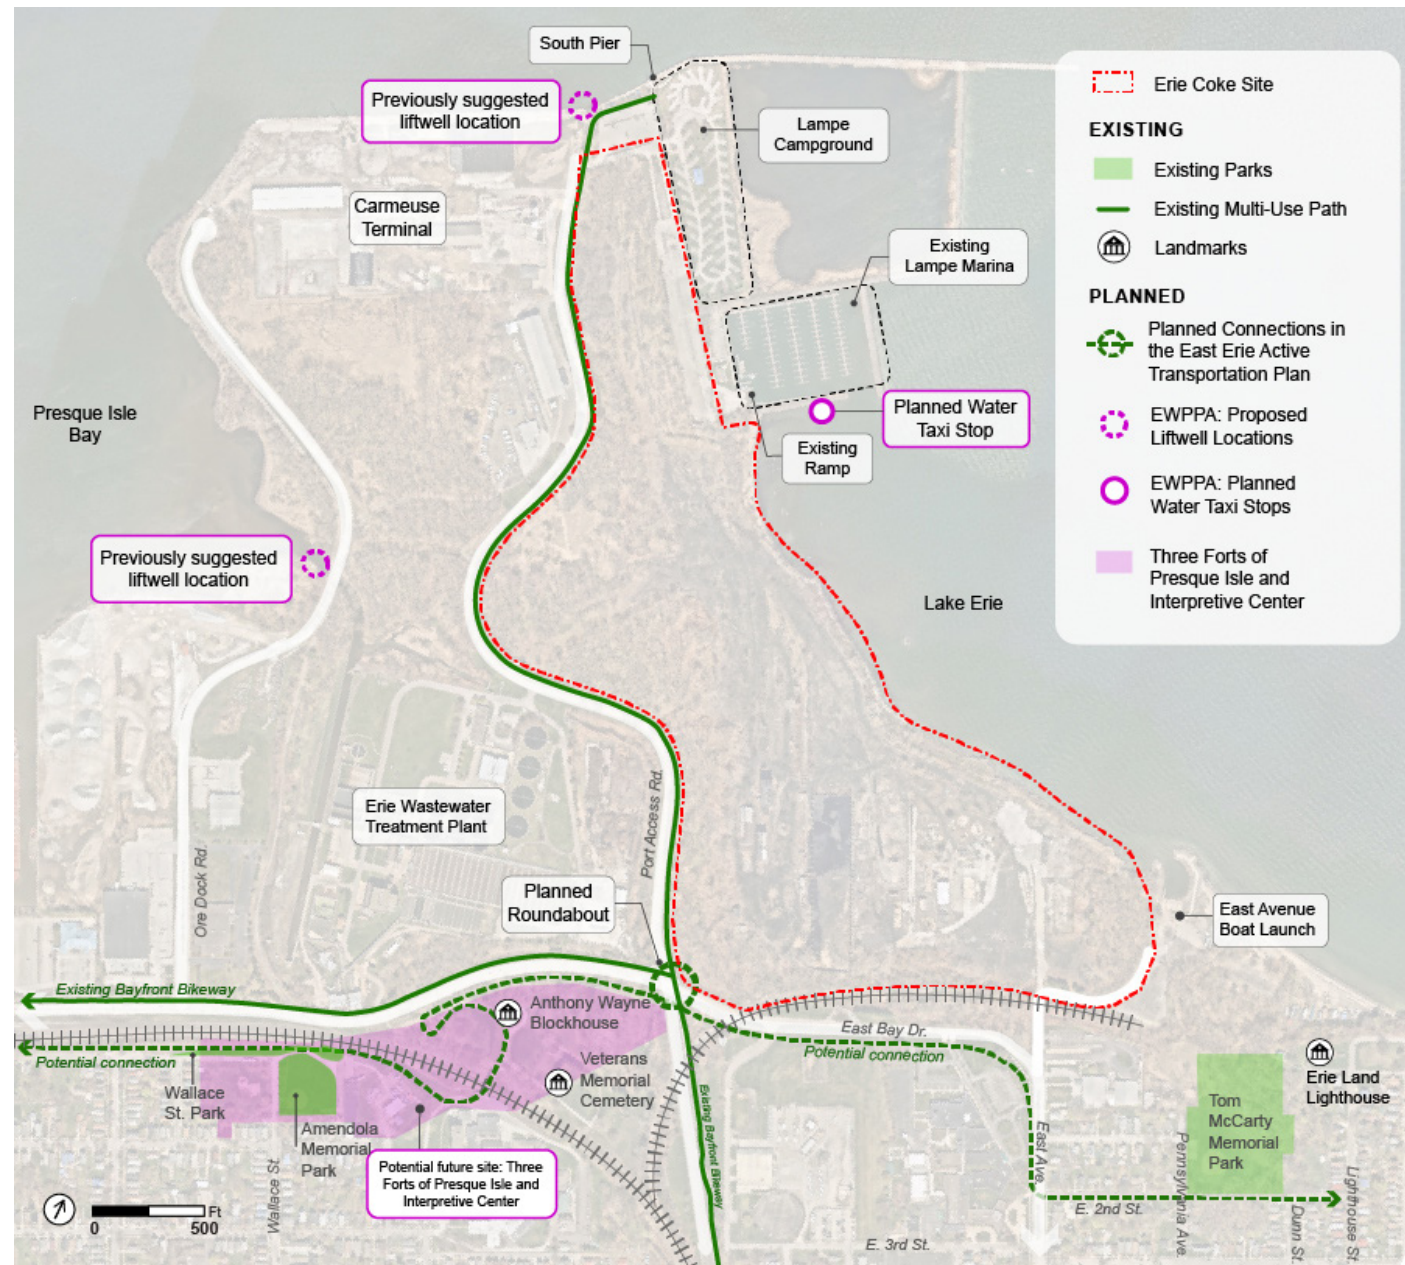 South Pier
Previously suggested
liftwell location
Lampe
Campground
Carmeuse
Terminal
Existing
Lampe Marina
Presque Isle
Bay
Planned Water
Taxi Stop
Existing
Ramp
Previously suggested
liftwell location
Lake Erie
Erie Coke Site
EXISTING
Existing Parks
Existing Multi-Use Path
Landmarks
PLANNED
Planned Connections in
the East Erie Active
Transportation Plan
EWPPA: Proposed
Liftwell Locations
EWPPA: Planned
Water Taxi Stops
Three Forts of
Presque Isle and
Interpretive Center
Erie Wastewater
Treatment Plant
Port Access Rd.
Ore Dock Rd.
Planned
Roundabout
East Avenue
Boat Launch
Existing Bayfront Bikeway
Anthony Wayne
Blockhouse
East Bay Dr.
Potential connection
Potential connection
Veterans
Memorial
Cemetery
Wallace
St. Park
Amendola
Memorial
Park
Existing Bayfront Bikeway
Erie Land
Lighthouse
Tom
McCarty
Memorial
Park
Potential future site: Three
Forts of Presque Isle and
Interpretive Center
Wallace St.
East Ave.
Pennsylvania Ave.
Dunn St.
Lighthouse St.
E. 2nd St.
E. 3rd St.
0 500 Ft